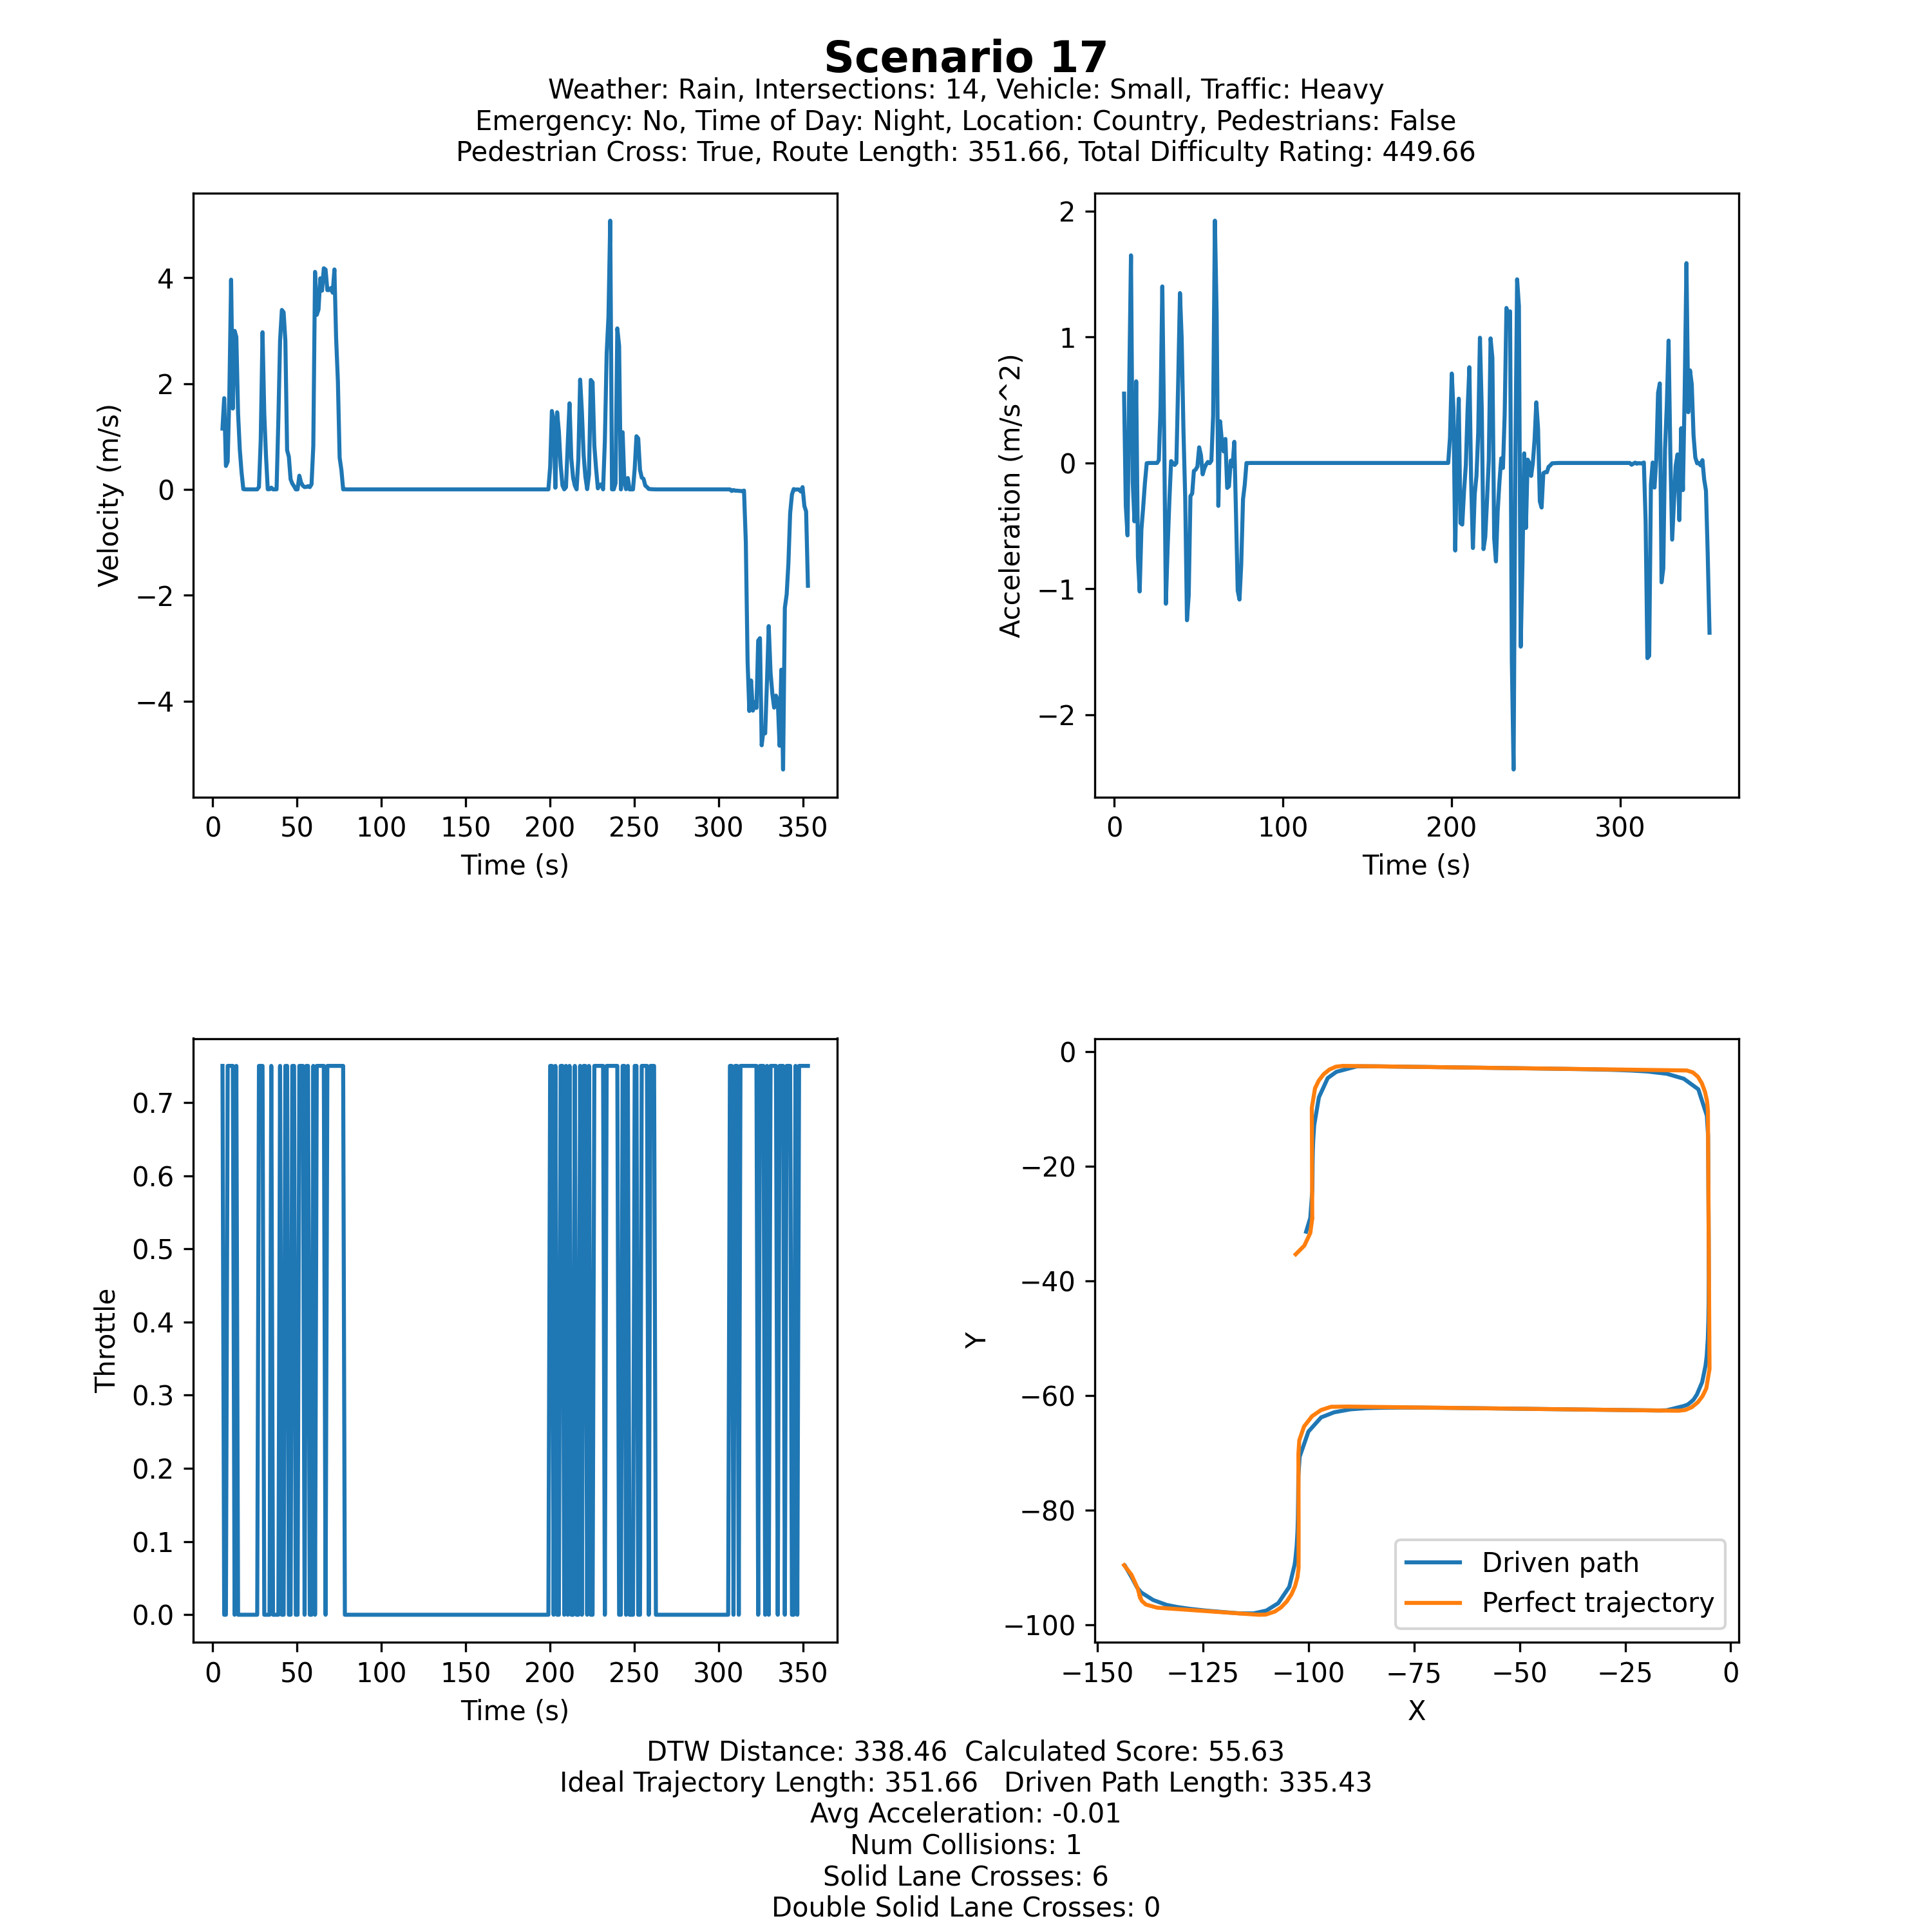 Scenario 17
Weather: Rain, Intersections: 14, Vehicle: Small, Traffic: Heavy
Emergency: No, Time of Day: Night, Location: Country, Pedestrians: False
Pedestrian Cross: True, Route Length: 351.66, Total Difficulty Rating: 449.66
Velocity (m/s)
4
2
0
−2
−4
0 50 100 150 200 250 300 350
Time (s)
Acceleration (m/s^2)
2
1
0
−1
−2
0 100 200 300
Time (s)
Throttle
0.7
0.6
0.5
0.4
0.3
0.2
0.1
0.0
0 50 100 150 200 250 300 350
Time (s)
Y
0
−20
−40
−60
−80
−100
Driven path
Perfect trajectory
−150 −125 −100 −75 −50 −25 0
X
DTW Distance: 338.46 Calculated Score: 55.63
Ideal Trajectory Length: 351.66 Driven Path Length: 335.43
Avg Acceleration: -0.01
Num Collisions: 1
Solid Lane Crosses: 6
Double Solid Lane Crosses: 0